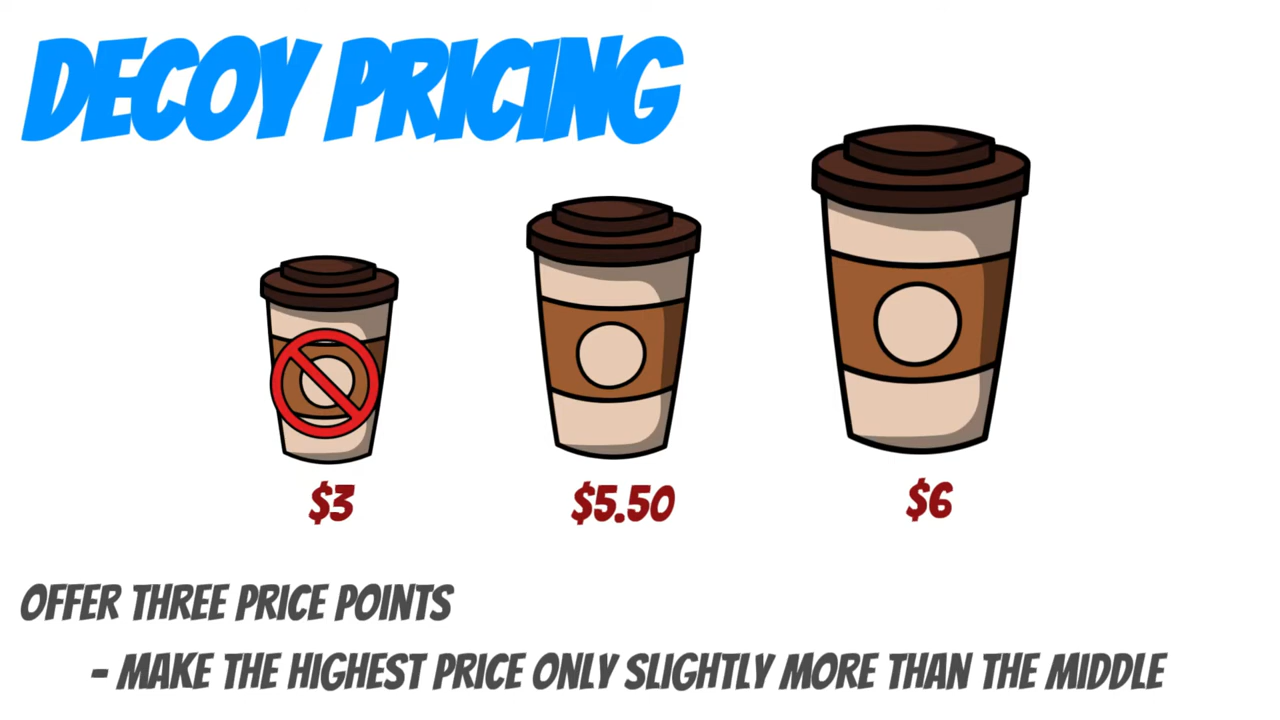 DECOY PRICING
$3
$5.50
$6
OFFER THREE PRICE POINTS
- MAKE THE HIGHEST PRICE ONLY SLIGHTLY MORE THAN THE MIDDLE